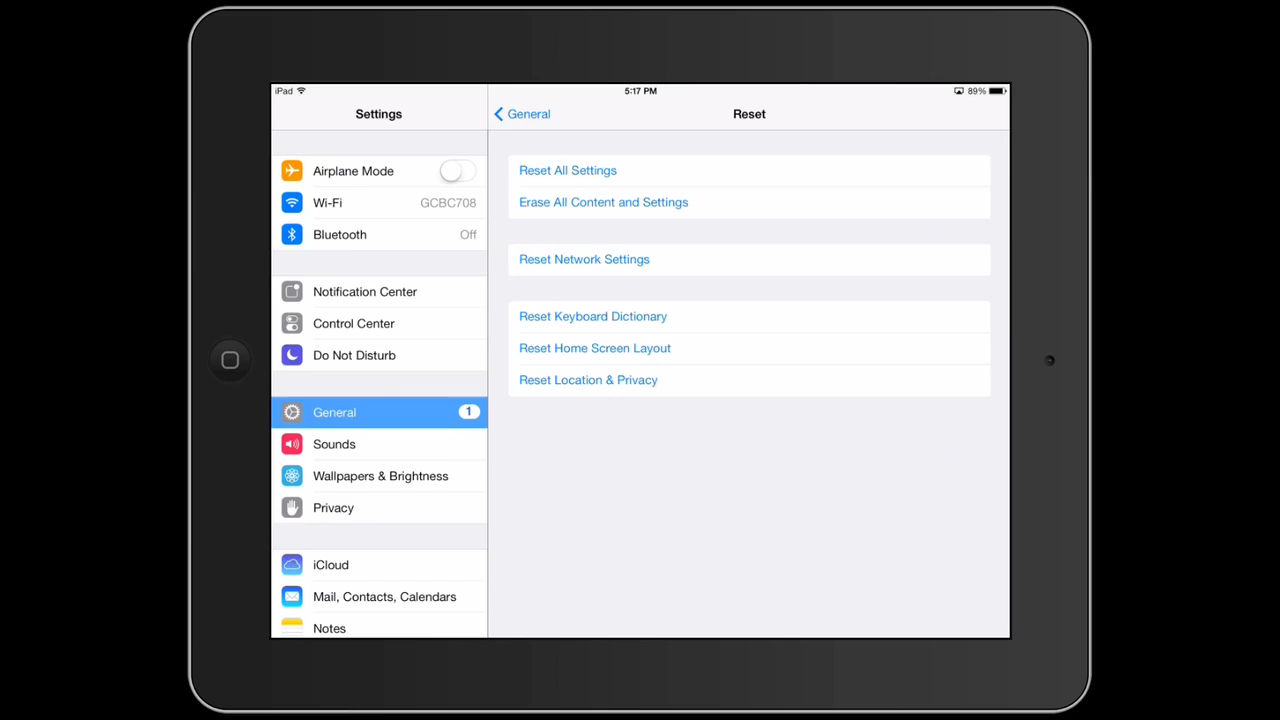 iPad
5:17 PM
89%
Settings
General
Reset
Airplane Mode
Wi-Fi GCBC708
Bluetooth Off
Notification Center
Control Center
Do Not Disturb
General 1
Sounds
Wallpapers & Brightness
Privacy
iCloud
Mail, Contacts, Calendars
Notes
Reset All Settings
Erase All Content and Settings
Reset Network Settings
Reset Keyboard Dictionary
Reset Home Screen Layout
Reset Location & Privacy